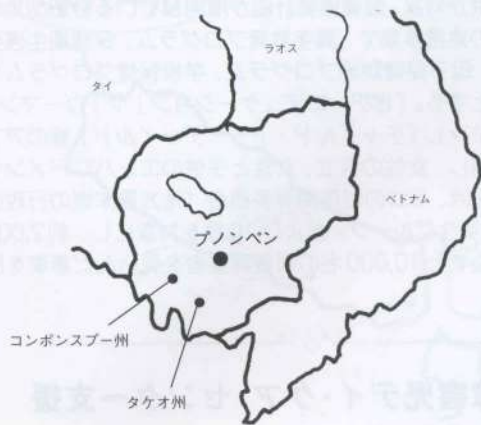 ラオス
タイ
ベトナム
プノンペン
コンポンスプー州
タケオ州